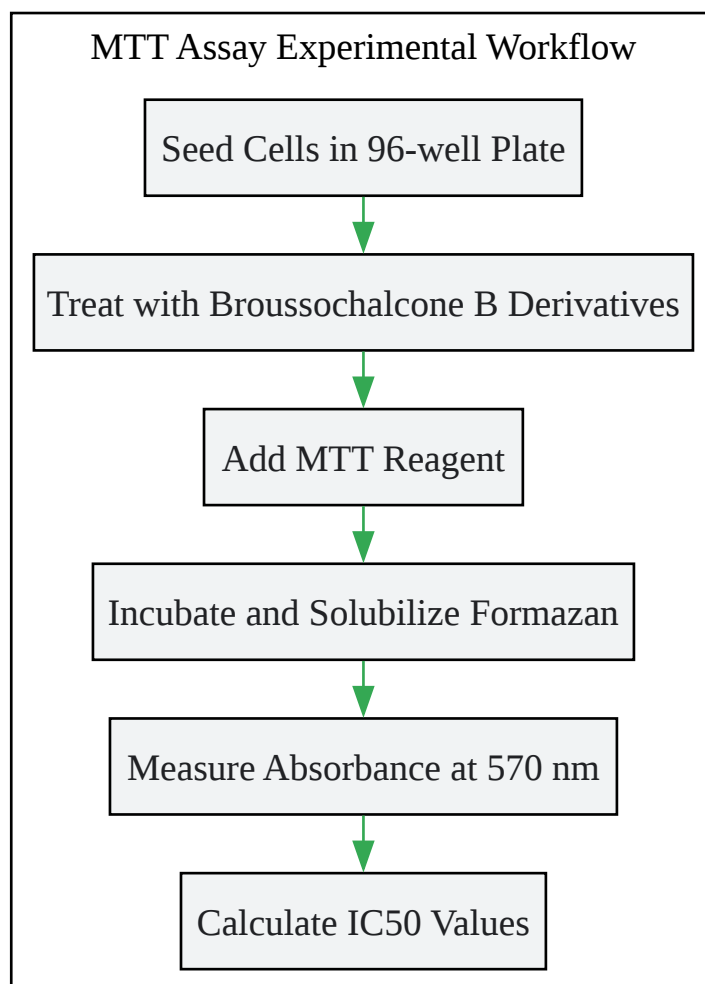 MTT Assay Experimental Workflow
Seed Cells in 96-well Plate
Treat with Broussochalcone B Derivatives
Add MTT Reagent
Incubate and Solubilize Formazan
Measure Absorbance at 570 nm
Calculate IC50 Values